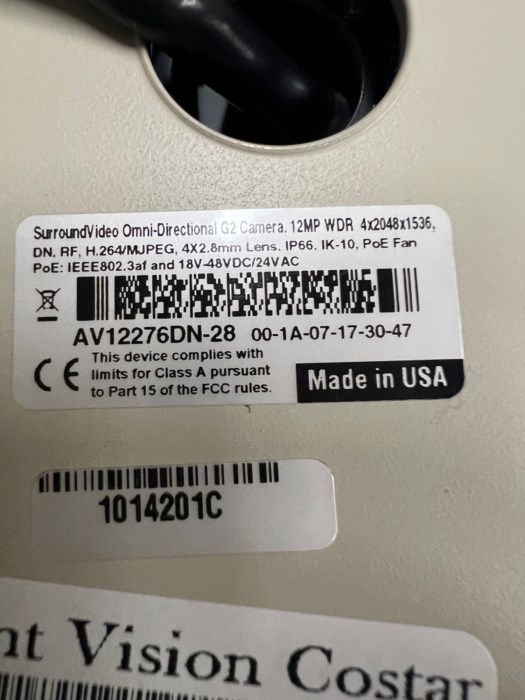 SurroundVideo Omni-Directional G2 Camera, 12MP WDR 4x2048x1536,
DN, RF, H.264/MJPEG, 4X2.8mm Lens. IP66. IK-10, PoE Fan
PoE: IEEE802.3af and 18V-48VDC/24VAC
AV12276DN-28 00-1A-07-17-30-47
CE This device complies with
limits for Class A pursuant
to Part 15 of the FCC rules.
Made in USA
1014201C
nt Vision Costar